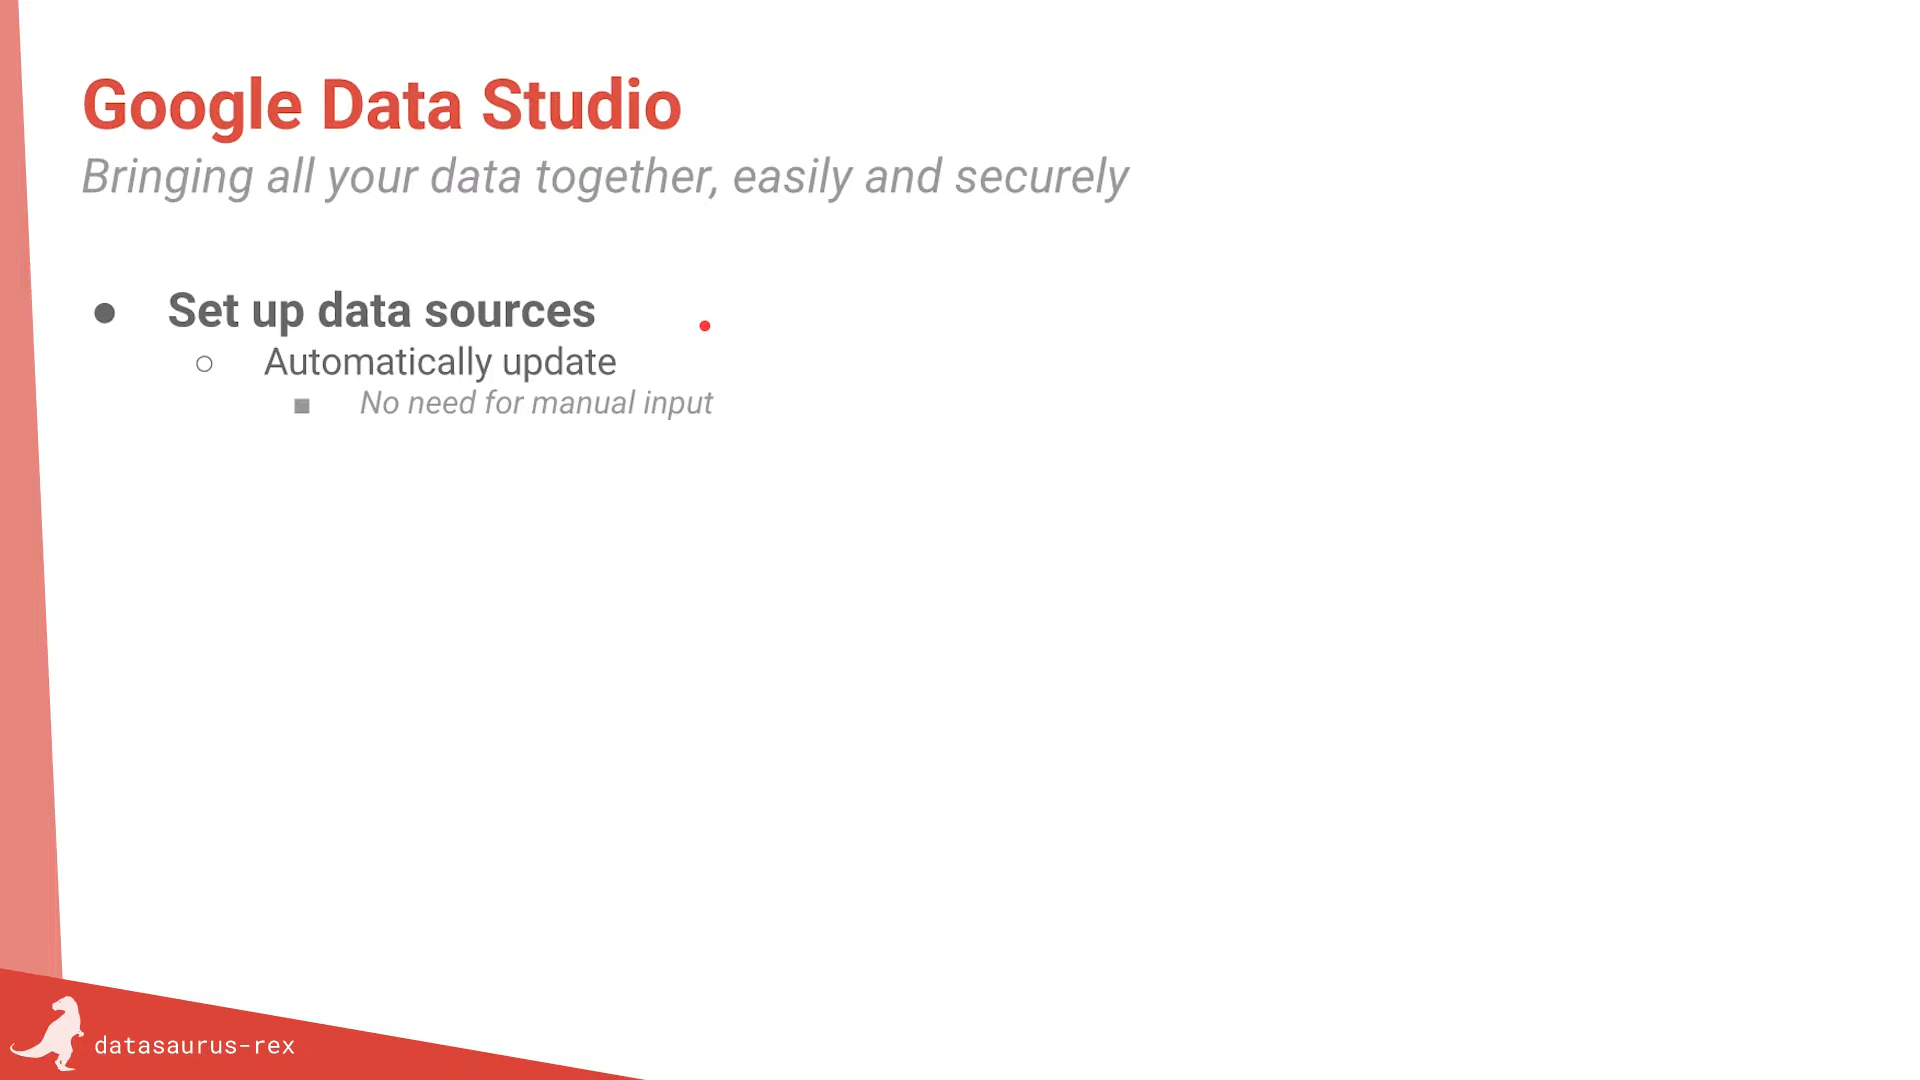 Google Data Studio
Bringing all your data together, easily and securely
● Set up data sources
○ Automatically update
■ No need for manual input
datasaurus-rex